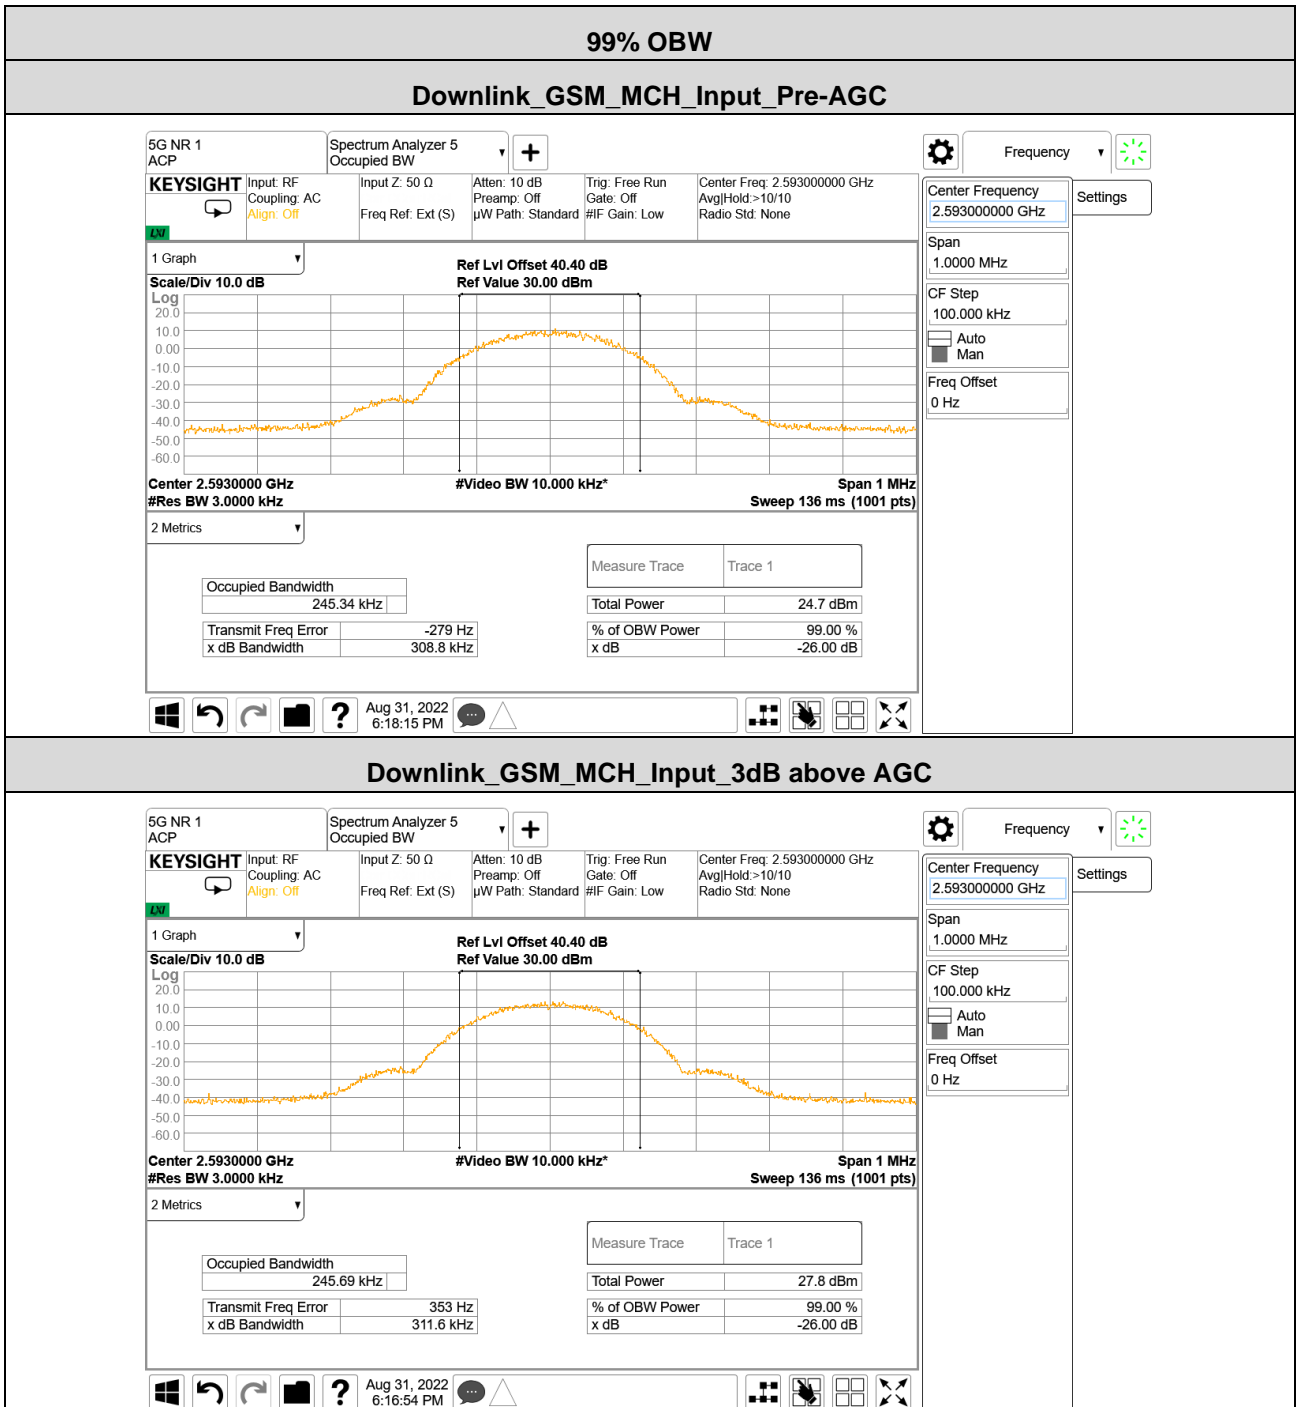 99% OBW
Downlink_GSM_MCH_Input_Pre-AGC
5G NR 1
ACP
Spectrum Analyzer 5
Occupied BW
Frequency
KEYSIGHT
Input: RF
Coupling: AC
Align: Off
Input Z: 50 Ω
Freq Ref: Ext (S)
Atten: 10 dB
Preamp: Off
µW Path: Standard
Trig: Free Run
Gate: Off
#IF Gain: Low
Center Freq: 2.593000000 GHz
Avg|Hold:>10/10
Radio Std: None
LXI
Center Frequency
2.593000000 GHz
Settings
Span
1.0000 MHz
CF Step
100.000 kHz
Auto
Man
Freq Offset
0 Hz
1 Graph
Scale/Div 10.0 dB
Ref Lvl Offset 40.40 dB
Ref Value 30.00 dBm
Log
20.0
10.0
0.00
-10.0
-20.0
-30.0
-40.0
-50.0
-60.0
Center 2.5930000 GHz
#Res BW 3.0000 kHz
#Video BW 10.000 kHz*
Span 1 MHz
Sweep 136 ms (1001 pts)
2 Metrics
Measure Trace Trace 1
Occupied Bandwidth
245.34 kHz
Total Power 24.7 dBm
Transmit Freq Error -279 Hz
x dB Bandwidth 308.8 kHz
% of OBW Power 99.00 %
x dB -26.00 dB
?
Aug 31, 2022
6:18:15 PM
Downlink_GSM_MCH_Input_3dB above AGC
5G NR 1
ACP
Spectrum Analyzer 5
Occupied BW
Frequency
KEYSIGHT
Input: RF
Coupling: AC
Align: Off
Input Z: 50 Ω
Freq Ref: Ext (S)
Atten: 10 dB
Preamp: Off
µW Path: Standard
Trig: Free Run
Gate: Off
#IF Gain: Low
Center Freq: 2.593000000 GHz
Avg|Hold:>10/10
Radio Std: None
LXI
Center Frequency
2.593000000 GHz
Settings
Span
1.0000 MHz
CF Step
100.000 kHz
Auto
Man
Freq Offset
0 Hz
1 Graph
Scale/Div 10.0 dB
Ref Lvl Offset 40.40 dB
Ref Value 30.00 dBm
Log
20.0
10.0
0.00
-10.0
-20.0
-30.0
-40.0
-50.0
-60.0
Center 2.5930000 GHz
#Res BW 3.0000 kHz
#Video BW 10.000 kHz*
Span 1 MHz
Sweep 136 ms (1001 pts)
2 Metrics
Measure Trace Trace 1
Occupied Bandwidth
245.69 kHz
Total Power 27.8 dBm
Transmit Freq Error 353 Hz
x dB Bandwidth 311.6 kHz
% of OBW Power 99.00 %
x dB -26.00 dB
?
Aug 31, 2022
6:16:54 PM